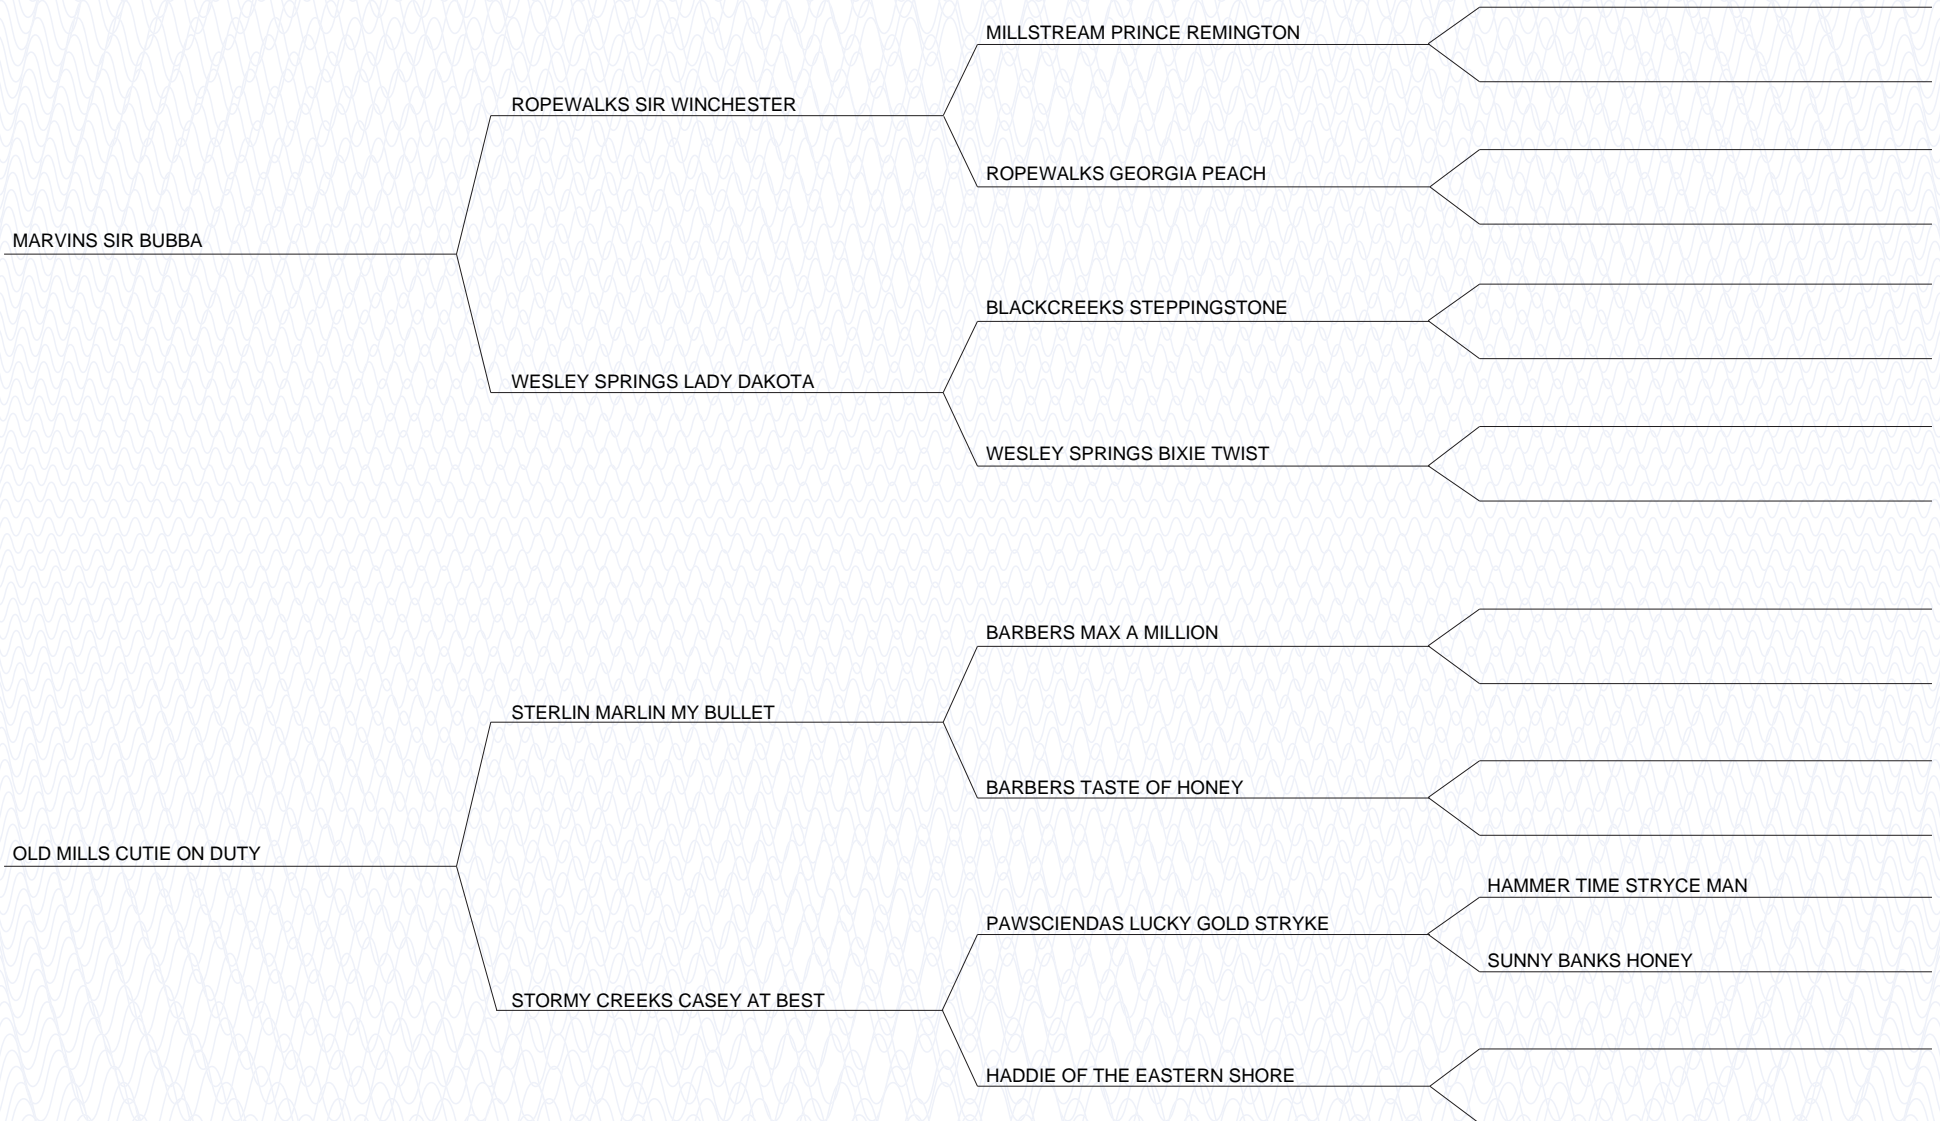 MILLSTREAM PRINCE REMINGTON
ROPEWALKS SIR WINCHESTER
ROPEWALKS GEORGIA PEACH
MARVINS SIR BUBBA
BLACKCREEKS STEPPINGSTONE
WESLEY SPRINGS LADY DAKOTA
WESLEY SPRINGS BIXIE TWIST
BARBERS MAX A MILLION
STERLIN MARLIN MY BULLET
BARBERS TASTE OF HONEY
OLD MILLS CUTIE ON DUTY
HAMMER TIME STRYCE MAN
PAWSCIENDAS LUCKY GOLD STRYKE
SUNNY BANKS HONEY
STORMY CREEKS CASEY AT BEST
HADDIE OF THE EASTERN SHORE